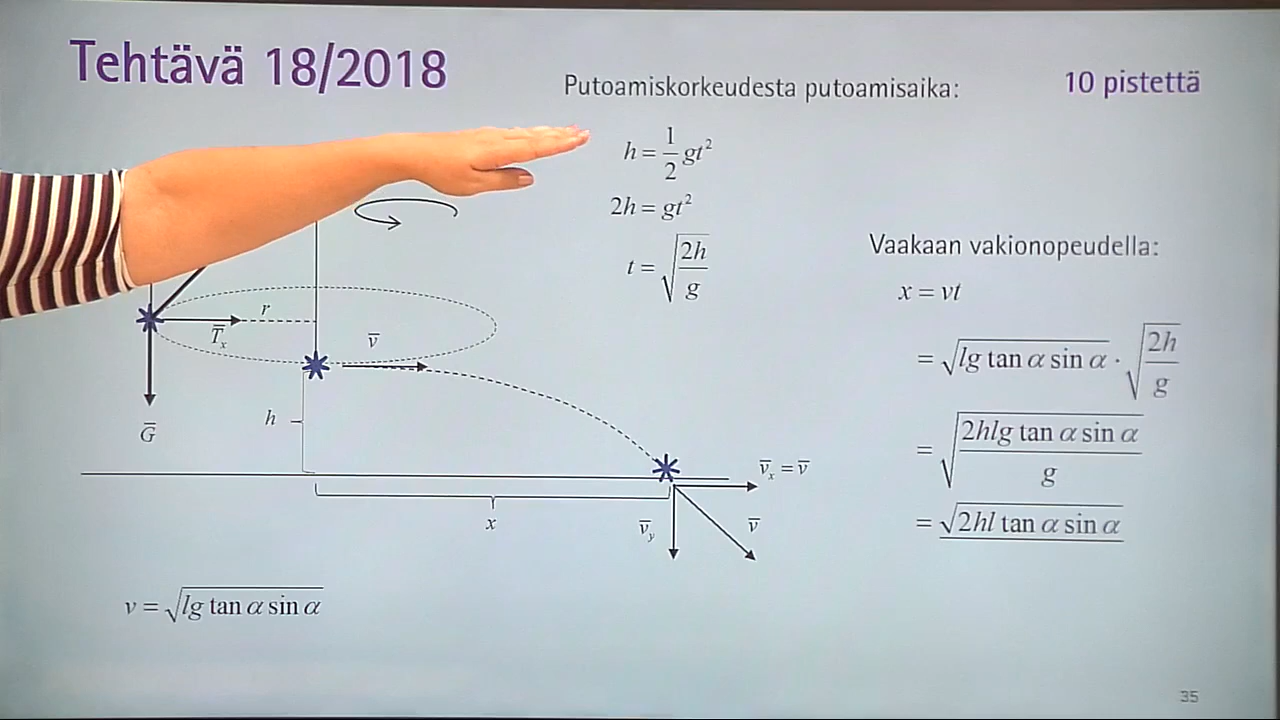 Tehtävä 18/2018
10 pistettä
Putoamiskorkeudesta putoamisaika:
h = 1/2 gt²
2h = gt²
t = √(2h/g)
Vaakaan vakionopeudella:
x = vt
= √(lg tan α sin α) · √(2h/g)
= √(2hlg tan α sin α / g)
= √(2hl tan α sin α)
r
T̄ₓ
v̄
Ḡ
h
x
v̄ₓ = v̄
v̄ᵧ
v̄
v = √(lg tan α sin α)
35